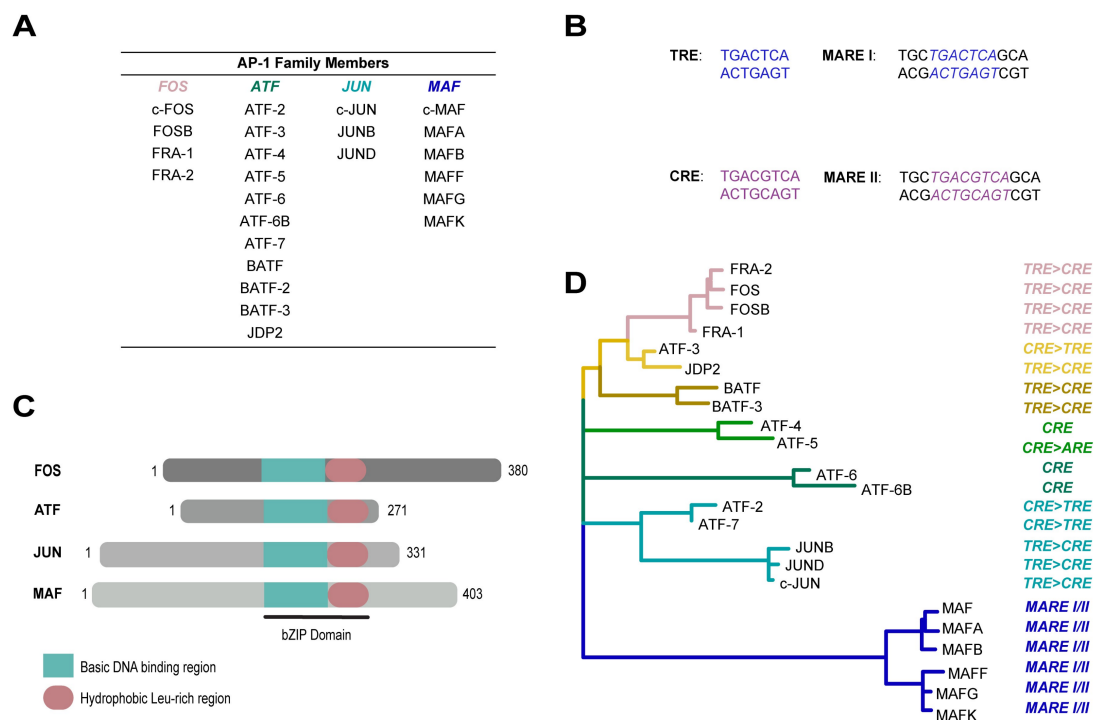 A
AP-1 Family Members
FOS ATF JUN MAF
c-FOS ATF-2 c-JUN c-MAF
FOSB ATF-3 JUNB MAFA
FRA-1 ATF-4 JUND MAFB
FRA-2 ATF-5 MAFF
ATF-6 MAFG
ATF-6B MAFK
ATF-7
BATF
BATF-2
BATF-3
JDP2
B
TRE: TGACTCA MARE I: TGCTGACTCAGCA
ACTGAGT ACGACTGAGTCGT
CRE: TGACGTCA MARE II: TGCTGACGTCAGCA
ACTGCAGT ACGACTGCAGTCGT
C
FOS 1 380
ATF 1 271
JUN 1 331
MAF 1 403
bZIP Domain
Basic DNA binding region
Hydrophobic Leu-rich region
D
FRA-2 TRE>CRE
FOS TRE>CRE
FOSB TRE>CRE
FRA-1 TRE>CRE
ATF-3 CRE>TRE
JDP2 TRE>CRE
BATF TRE>CRE
BATF-3 TRE>CRE
ATF-4 CRE
ATF-5 CRE>ARE
ATF-6 CRE
ATF-6B CRE
ATF-2 CRE>TRE
ATF-7 CRE>TRE
JUNB TRE>CRE
JUND TRE>CRE
c-JUN TRE>CRE
MAF MARE I/II
MAFA MARE I/II
MAFB MARE I/II
MAFF MARE I/II
MAFG MARE I/II
MAFK MARE I/II